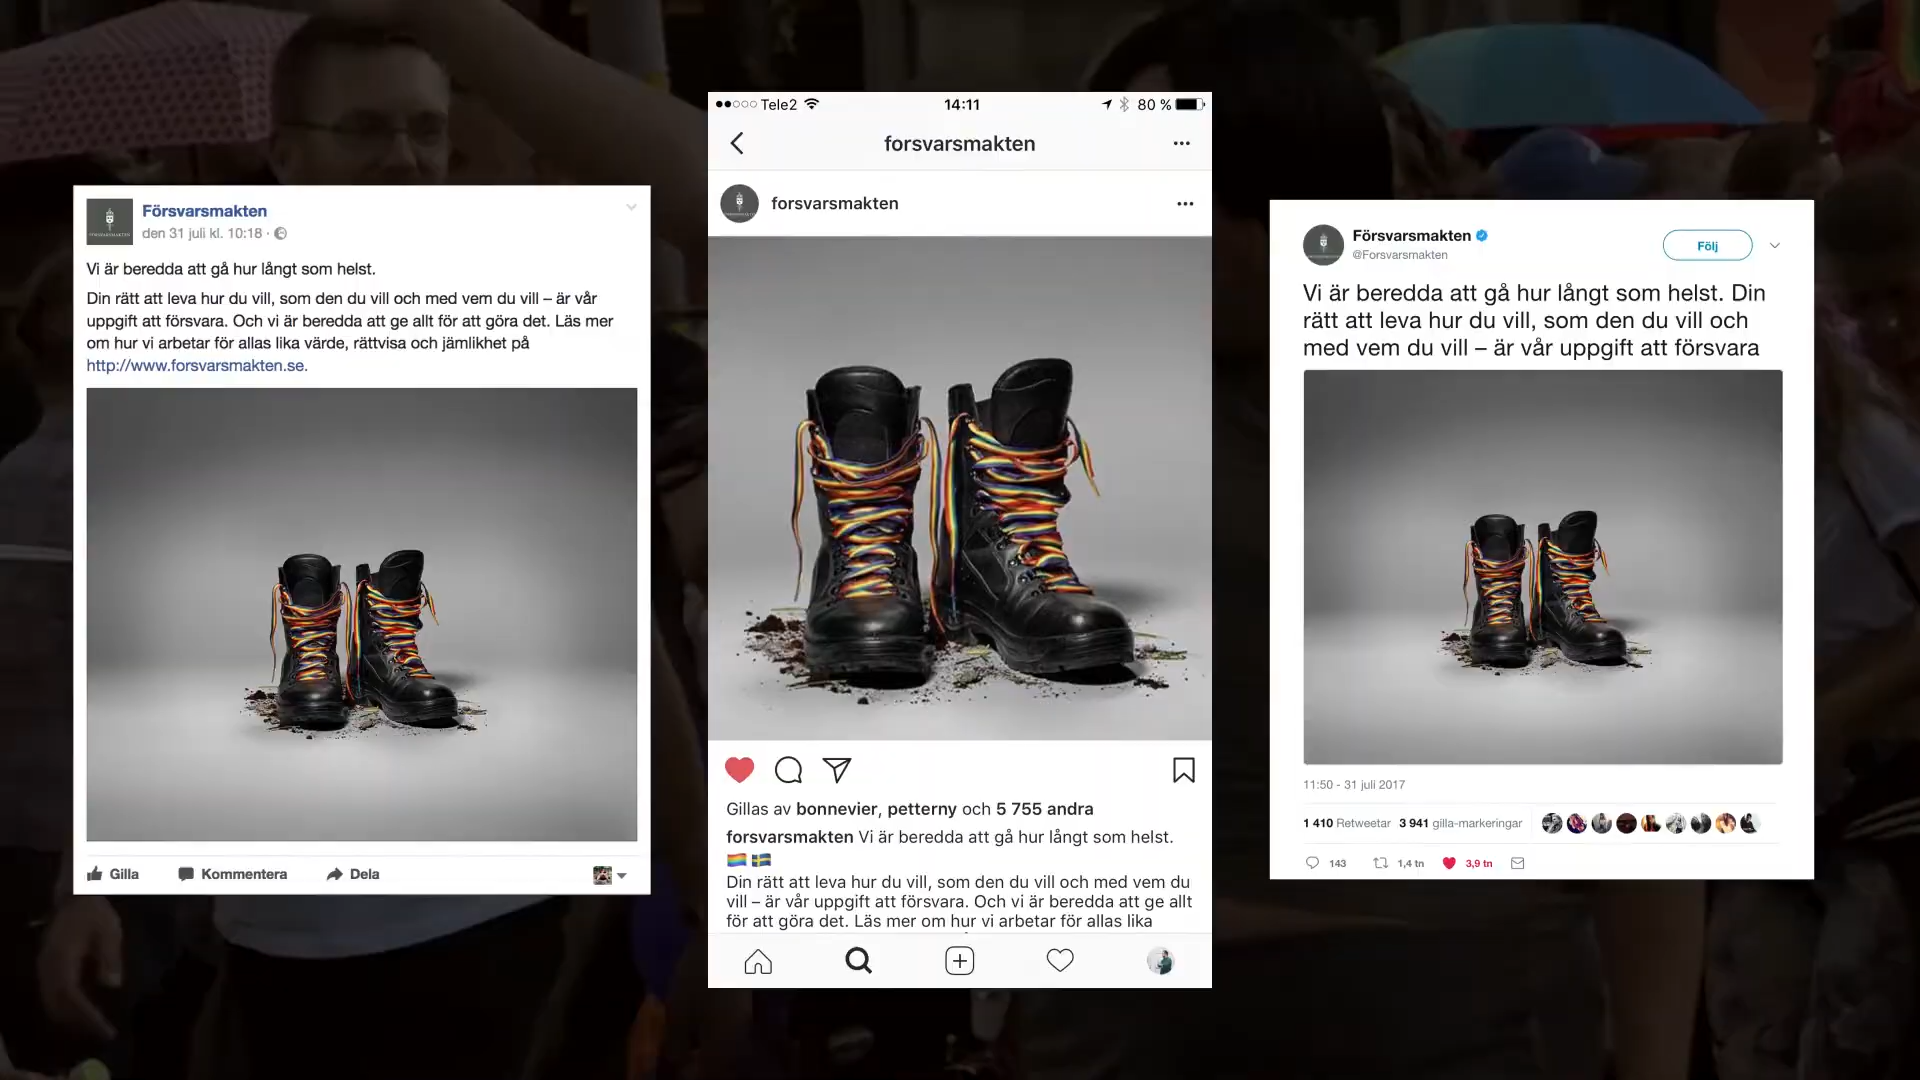 Försvarsmakten
den 31 juli kl. 10:18 ·
Vi är beredda att gå hur långt som helst.
Din rätt att leva hur du vill, som den du vill och med vem du vill – är vår
uppgift att försvara. Och vi är beredda att ge allt för att göra det. Läs mer
om hur vi arbetar för allas lika värde, rättvisa och jämlikhet på
http://www.forsvarsmakten.se.
Gilla Kommentera Dela
Tele2 14:11 80 %
forsvarsmakten
forsvarsmakten
Gillas av bonnevier, petterny och 5 755 andra
forsvarsmakten Vi är beredda att gå hur långt som helst.
Din rätt att leva hur du vill, som den du vill och med vem du
vill – är vår uppgift att försvara. Och vi är beredda att ge allt
för att göra det. Läs mer om hur vi arbetar för allas lika
Försvarsmakten
@Forsvarsmakten
Följ
Vi är beredda att gå hur långt som helst. Din
rätt att leva hur du vill, som den du vill och
med vem du vill – är vår uppgift att försvara
11:50 - 31 juli 2017
1 410 Retweetar 3 941 gilla-markeringar
143 1,4 tn 3,9 tn